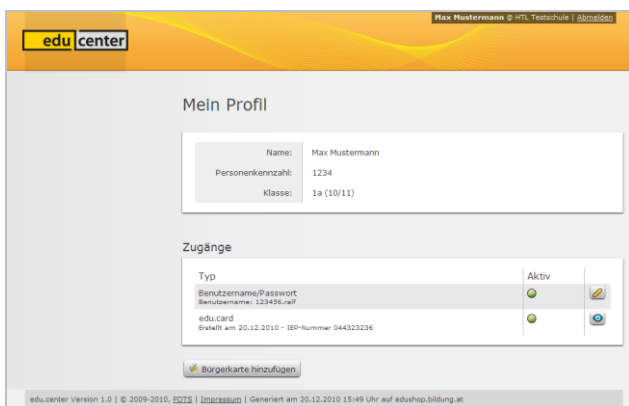 Max Mustermann @ HTL Testschule | Abmelden
edu center
Mein Profil
Name: Max Mustermann
Personenkennzahl: 1234
Klasse: 1a (10/11)
Zugänge
Typ Aktiv
Benutzername/Passwort
Benutzername: 123456.ralf
edu.card
Erstellt am 20.12.2010 - IEP-Nummer 044323236
Bürgerkarte hinzufügen
edu.center Version 1.0 | © 2009-2010, PDTS | Impressum | Generiert am 20.12.2010 15:49 Uhr auf edushop.bildung.at